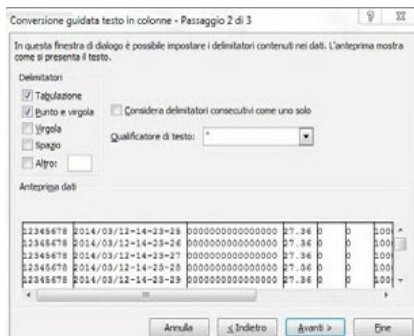 Conversione guidata testo in colonne - Passaggio 2 di 3
In questa finestra di dialogo è possibile impostare i delimitatori contenuti nei dati. L'anteprima mostra
come si presenta il testo.
Delimitatori
Tabulazione
Punto e virgola
Virgola
Spazio
Altro:
Considera delimitatori consecutivi come uno solo
Qualificatore di testo: "
Anteprima dati
12345678 2014/03/12-14-23-25 0000000000000000 27.36 0 0 100
12345678 2014/03/12-14-23-26 0000000000000000 27.36 0 0 100
12345678 2014/03/12-14-23-27 0000000000000000 27.36 0 0 100
12345678 2014/03/12-14-23-28 0000000000000000 27.36 0 0 100
12345678 2014/03/12-14-23-29 0000000000000000 27.36 0 0 100
Annulla < Indietro Avanti > Fine